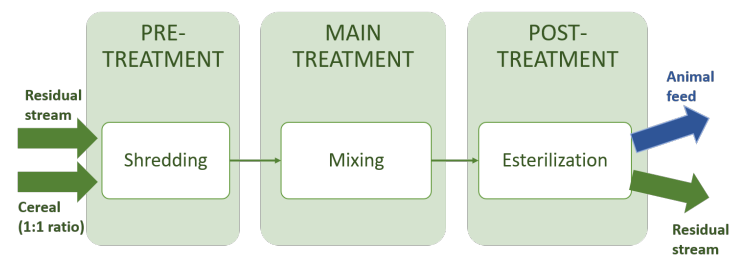 PRE-
TREATMENT
MAIN
TREATMENT
POST-
TREATMENT
Residual
stream
Cereal
(1:1 ratio)
Shredding
Mixing
Esterilization
Animal
feed
Residual
stream